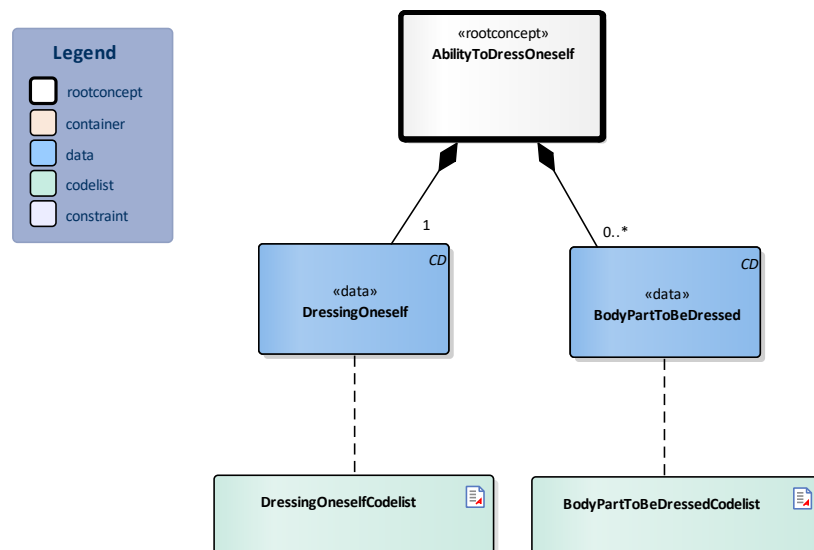 «rootconcept»
AbilityToDressOneself
Legend
rootconcept
container
data
codelist
constraint
1
0..*
CD
«data»
DressingOneself
CD
«data»
BodyPartToBeDressed
DressingOneselfCodelist
BodyPartToBeDressedCodelist